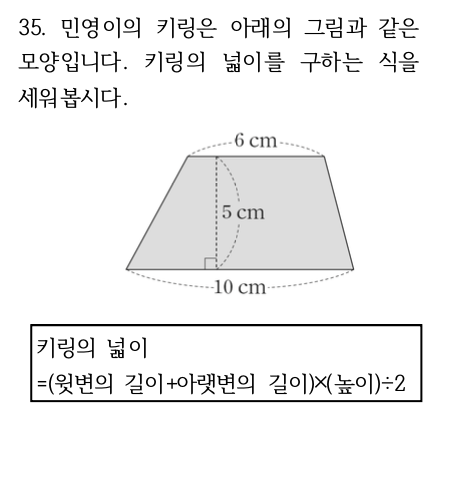 35. 민영이의 키링은 아래의 그림과 같은
모양입니다. 키링의 넓이를 구하는 식을
세워봅시다.
6 cm
5 cm
10 cm
키링의 넓이
=(윗변의 길이+아랫변의 길이)×(높이)÷2